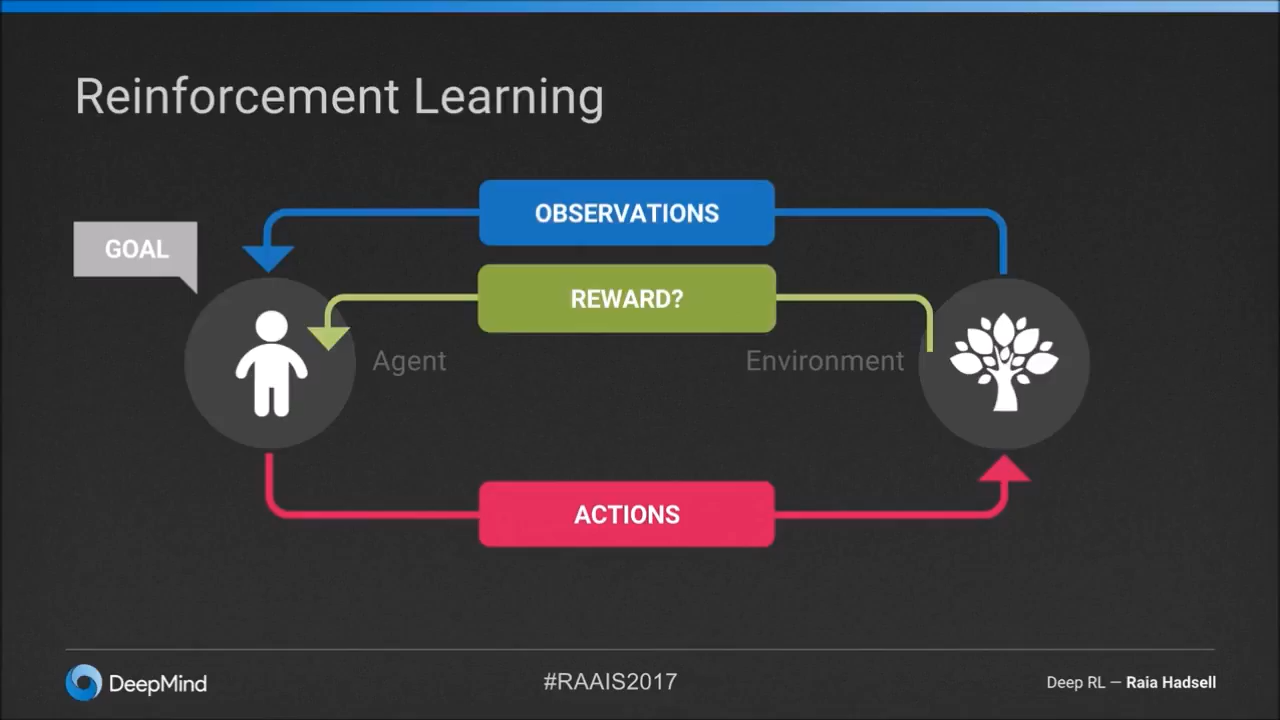 Reinforcement Learning
OBSERVATIONS
GOAL
REWARD?
Agent
Environment
ACTIONS
DeepMind
#RAAIS2017
Deep RL — Raia Hadsell